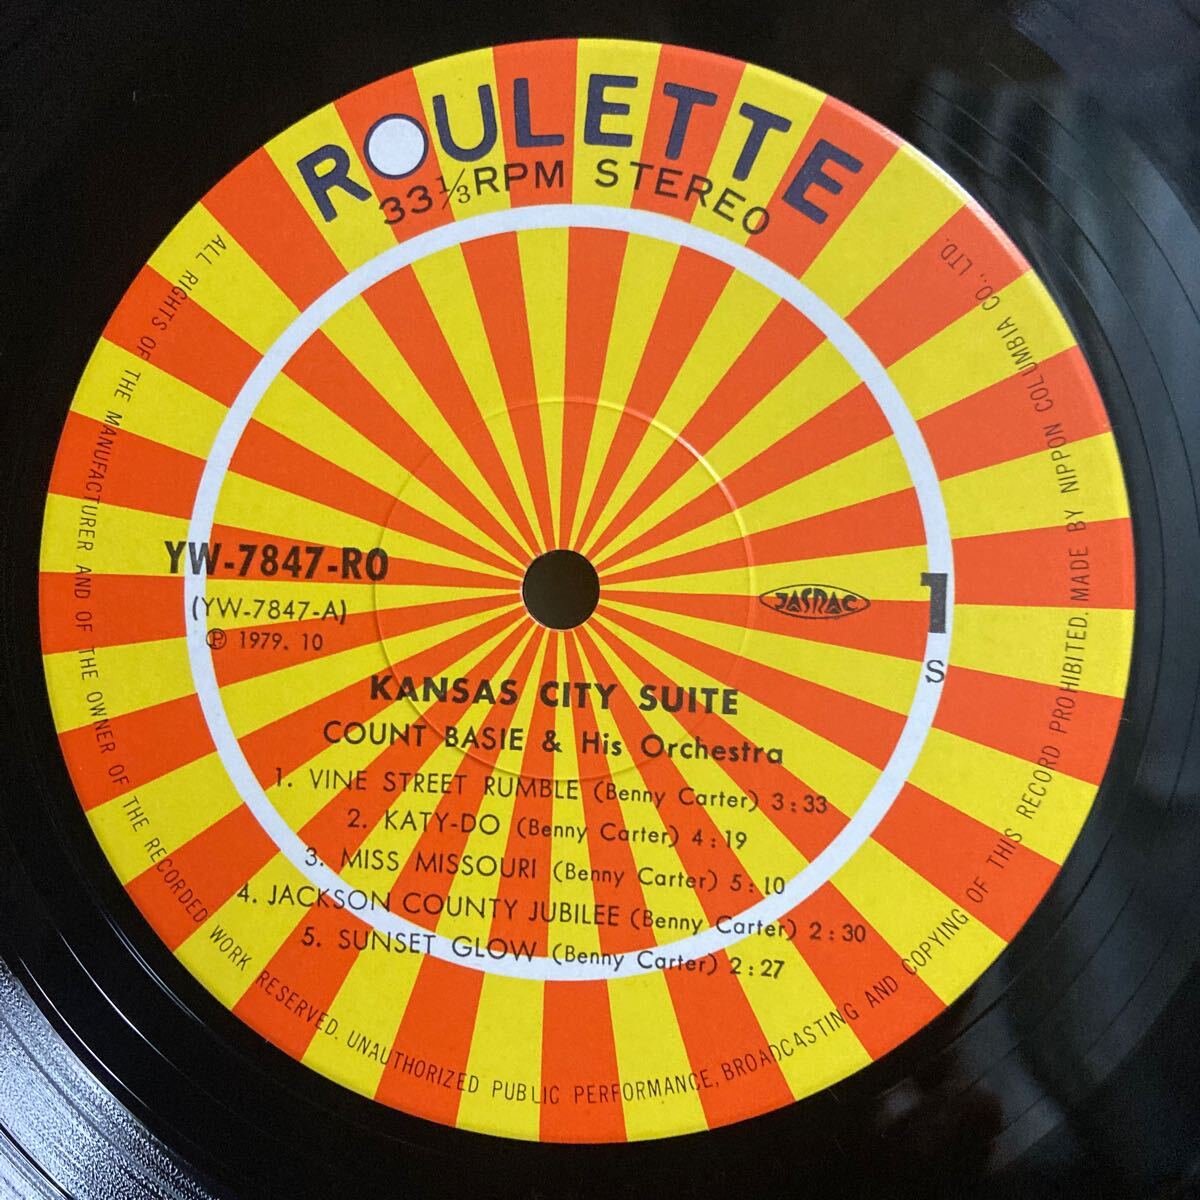 ROULETTE
33⅓RPM STEREO
YW-7847-RO
(YW-7847-A)
Ⓟ 1979. 10
JASRAC
1
S
KANSAS CITY SUITE
COUNT BASIE & His Orchestra
1. VINE STREET RUMBLE (Benny Carter) 3:33
2. KATY-DO (Benny Carter) 4:19
3. MISS MISSOURI (Benny Carter) 5:10
4. JACKSON COUNTY JUBILEE (Benny Carter) 2:30
5. SUNSET GLOW (Benny Carter) 2:27
ALL RIGHTS OF THE MANUFACTURER AND OF THE OWNER OF THE RECORDED WORK RESERVED. UNAUTHORIZED PUBLIC PERFORMANCE, BROADCASTING AND COPYING OF THIS RECORD PROHIBITED. MADE BY NIPPON COLUMBIA CO., LTD.